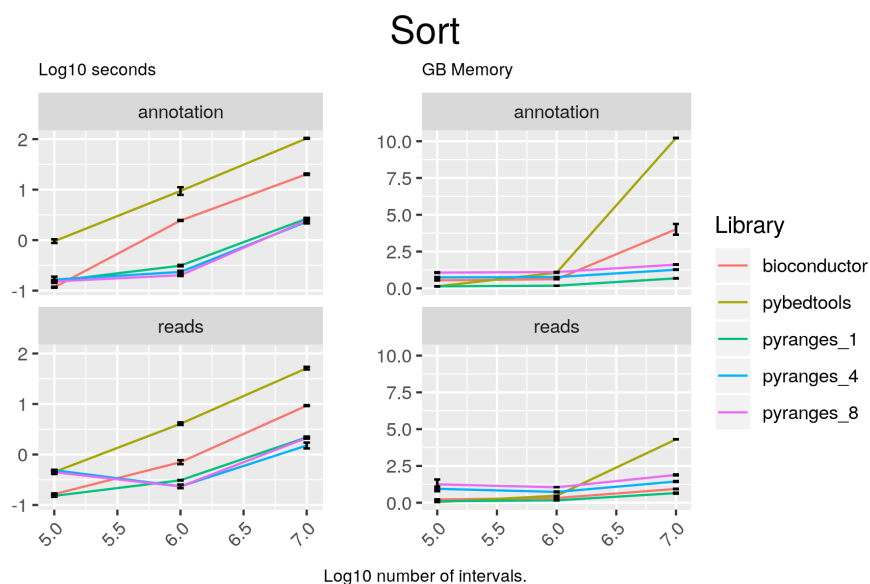 Sort
Log10 seconds
GB Memory
annotation
annotation
2
1
0
-1
10.0
7.5
5.0
2.5
0.0
reads
reads
2
1
0
-1
10.0
7.5
5.0
2.5
0.0
5.0 5.5 6.0 6.5 7.0
5.0 5.5 6.0 6.5 7.0
Log10 number of intervals.
Library
bioconductor
pybedtools
pyranges_1
pyranges_4
pyranges_8